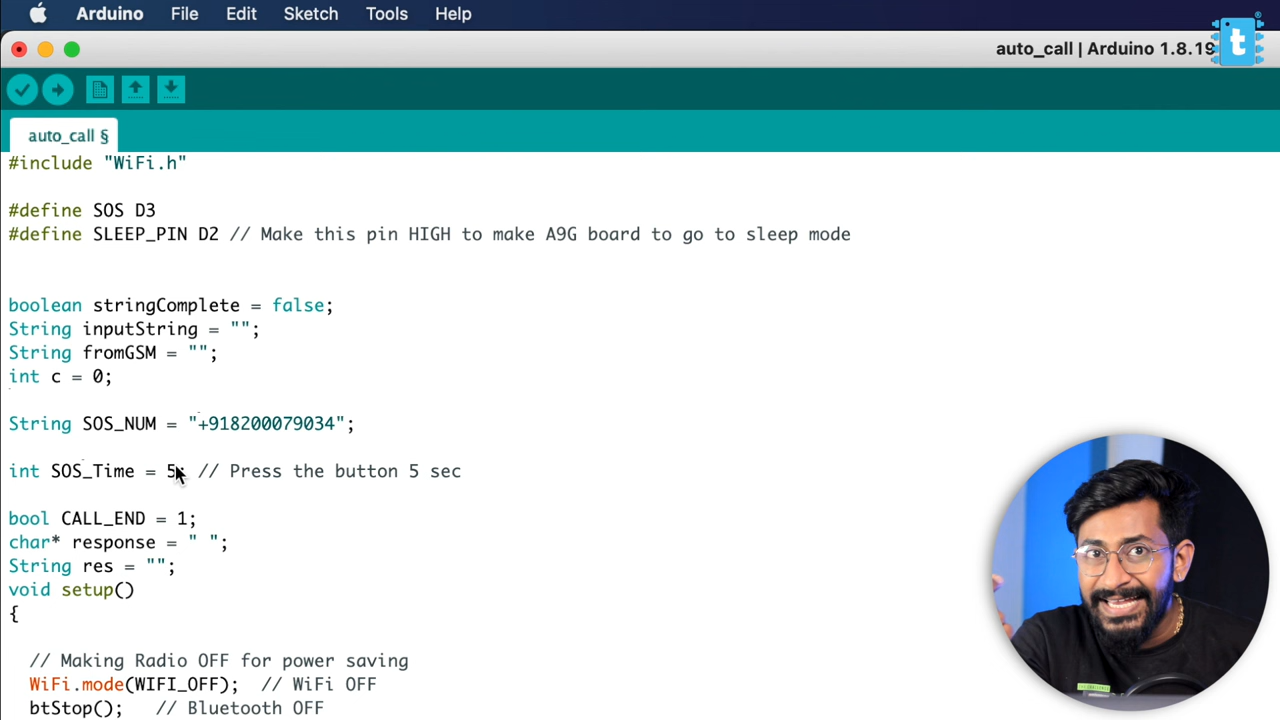 Arduino File Edit Sketch Tools Help
auto_call | Arduino 1.8.19
t
auto_call §
#include "WiFi.h"
#define SOS D3
#define SLEEP_PIN D2 // Make this pin HIGH to make A9G board to go to sleep mode
boolean stringComplete = false;
String inputString = "";
String fromGSM = "";
int c = 0;
String SOS_NUM = "+918200079034";
int SOS_Time = 5; // Press the button 5 sec
bool CALL_END = 1;
char* response = " ";
String res = "";
void setup()
{
// Making Radio OFF for power saving
WiFi.mode(WIFI_OFF); // WiFi OFF
btStop(); // Bluetooth OFF